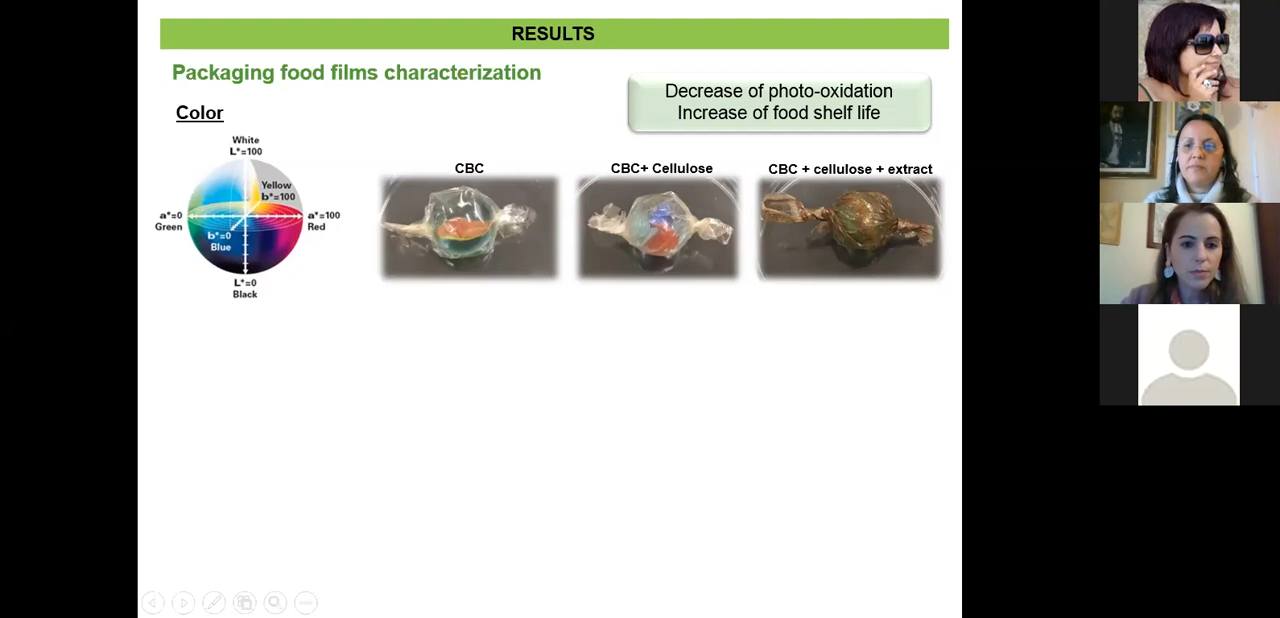 RESULTS
Packaging food films characterization
Decrease of photo-oxidation
Increase of food shelf life
Color
White
L*=100
Yellow
b*=100
a*=0
Green
a*=100
Red
b*=0
Blue
L*=0
Black
CBC
CBC+ Cellulose
CBC + cellulose + extract